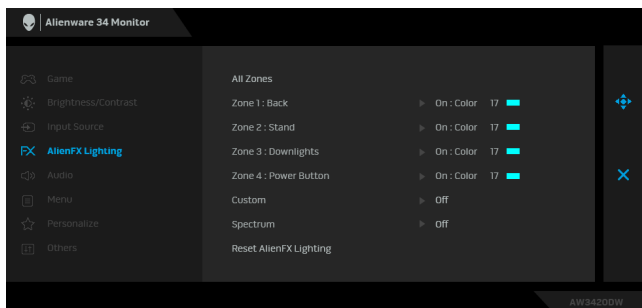 Alienware 34 Monitor
Game
Brightness/Contrast
Input Source
AlienFX Lighting
Audio
Menu
Personalize
Others
All Zones
Zone 1 : Back On : Color 17
Zone 2 : Stand On : Color 17
Zone 3 : Downlights On : Color 17
Zone 4 : Power Button On : Color 17
Custom Off
Spectrum Off
Reset AlienFX Lighting
AW3420DW